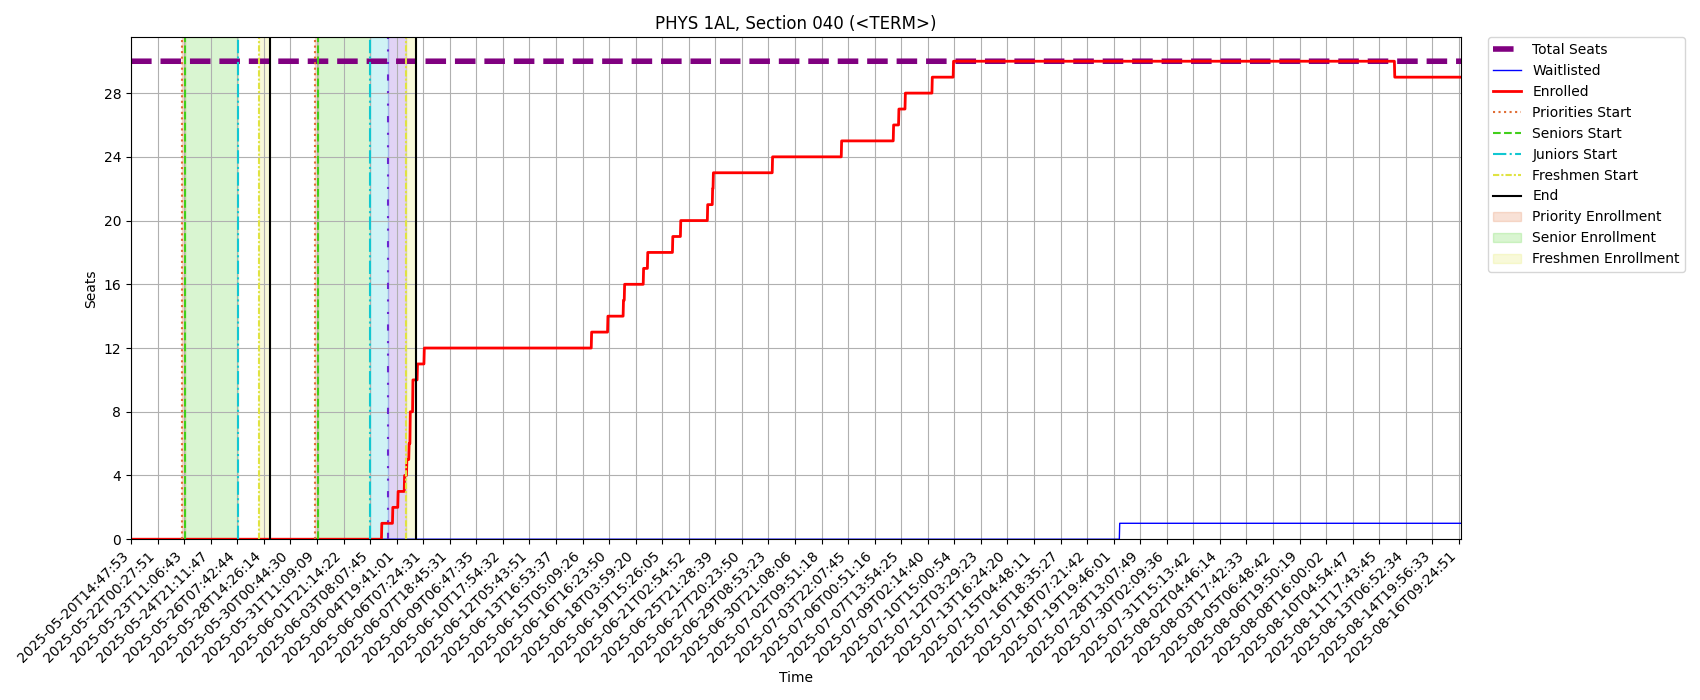 PHYS 1AL, Section 040 (<TERM>)
Total Seats
Waitlisted
Enrolled
Priorities Start
Seniors Start
Juniors Start
Freshmen Start
End
Priority Enrollment
Senior Enrollment
Freshmen Enrollment
Seats
28
24
20
16
12
8
4
0
2025-05-20T14:47:53
2025-05-22T00:27:51
2025-05-23T11:06:43
2025-05-24T21:11:47
2025-05-26T07:42:44
2025-05-28T14:26:14
2025-05-30T00:44:30
2025-05-31T11:09:09
2025-06-01T21:14:22
2025-06-03T08:07:45
2025-06-04T19:41:01
2025-06-06T07:24:31
2025-06-07T18:45:31
2025-06-09T06:47:35
2025-06-10T17:54:32
2025-06-12T05:43:51
2025-06-13T16:53:37
2025-06-15T05:09:26
2025-06-16T16:23:50
2025-06-18T03:59:20
2025-06-19T15:26:05
2025-06-21T02:54:52
2025-06-25T21:28:39
2025-06-27T20:23:50
2025-06-29T08:53:23
2025-06-30T21:08:06
2025-07-02T09:51:18
2025-07-03T22:07:45
2025-07-06T00:51:16
2025-07-07T13:54:25
2025-07-09T02:14:40
2025-07-10T15:00:54
2025-07-12T03:29:23
2025-07-13T16:24:20
2025-07-15T04:48:11
2025-07-16T18:35:27
2025-07-18T07:21:42
2025-07-19T19:46:01
2025-07-28T13:07:49
2025-07-30T02:09:36
2025-07-31T15:13:42
2025-08-02T04:46:14
2025-08-03T17:42:33
2025-08-05T06:48:42
2025-08-06T19:50:19
2025-08-08T16:00:02
2025-08-10T04:54:47
2025-08-11T17:43:45
2025-08-13T06:52:34
2025-08-14T19:56:33
2025-08-16T09:24:51
Time